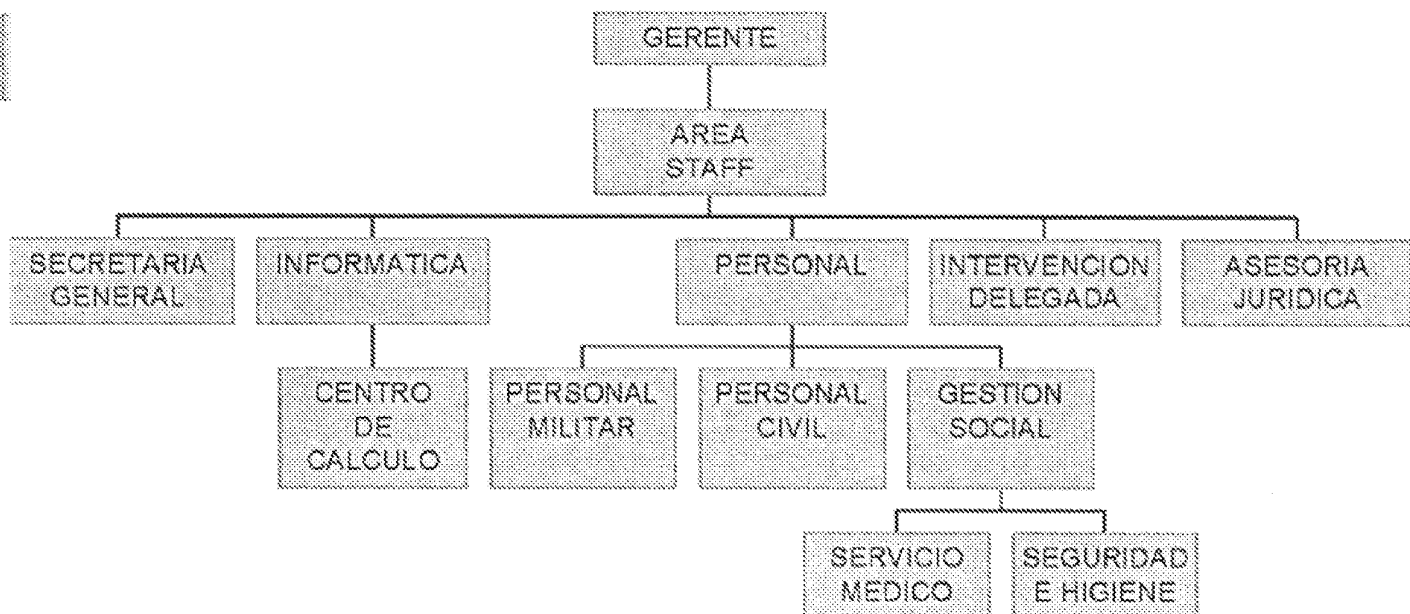 GERENTE
AREA
STAFF
SECRETARIA
GENERAL
INFORMATICA
PERSONAL
INTERVENCION
DELEGADA
ASESORIA
JURIDICA
CENTRO
DE
CALCULO
PERSONAL
MILITAR
PERSONAL
CIVIL
GESTION
SOCIAL
SERVICIO
MEDICO
SEGURIDAD
E HIGIENE